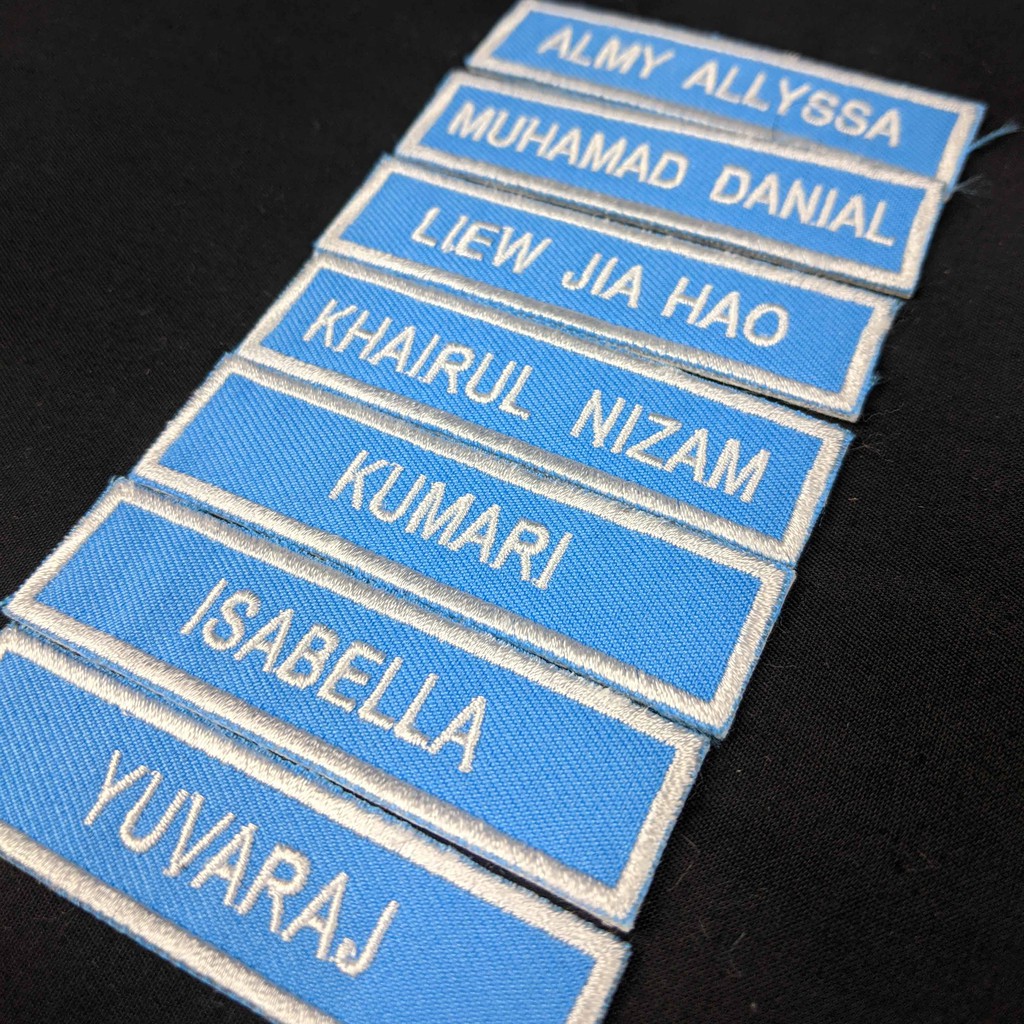 ALMY ALLYSSA
MUHAMAD DANIAL
LIEW JIA HAO
KHAIRUL NIZAM
KUMARI
ISABELLA
YUVARAJ